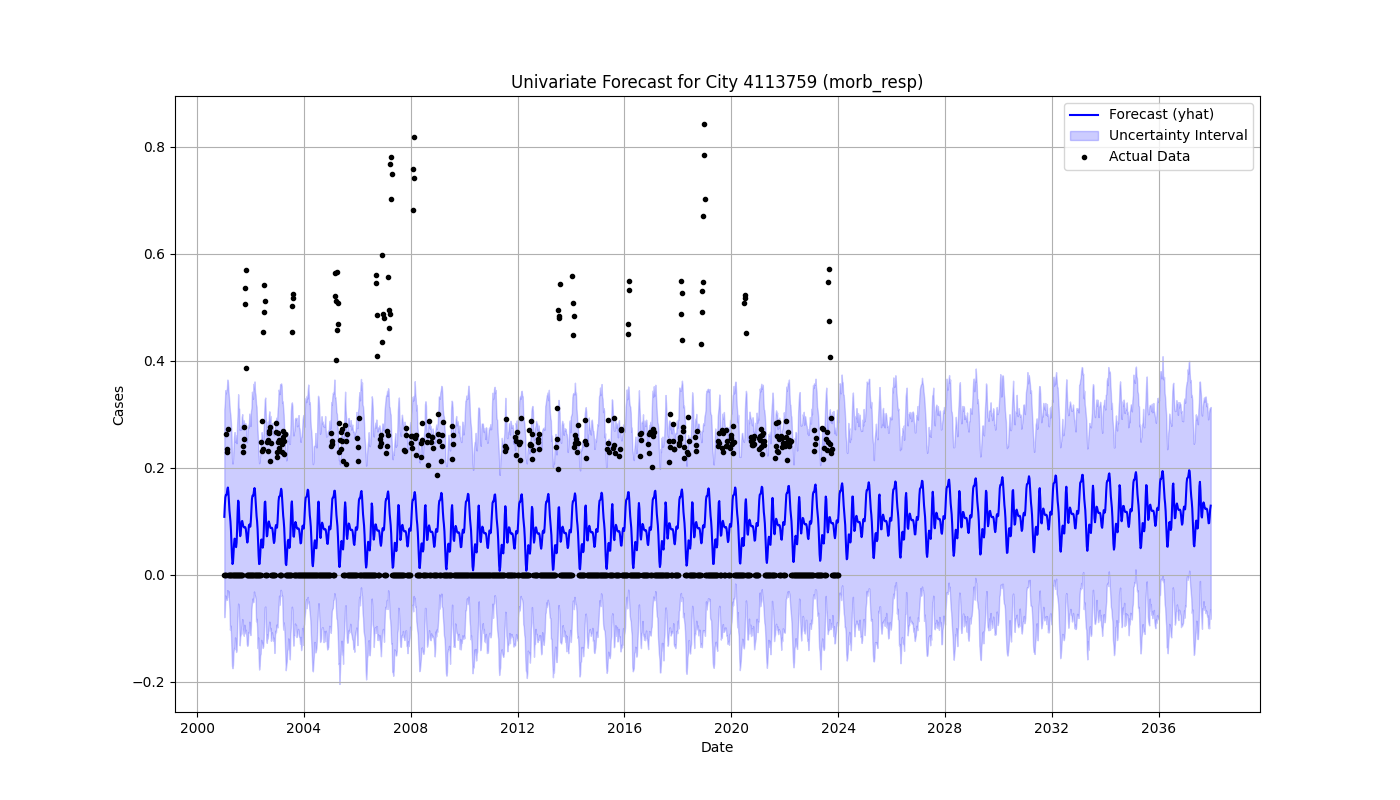 Univariate Forecast for City 4113759 (morb_resp)
Forecast (yhat)
Uncertainty Interval
Actual Data
Cases
0.8
0.6
0.4
0.2
0.0
−0.2
2000 2004 2008 2012 2016 2020 2024 2028 2032 2036
Date